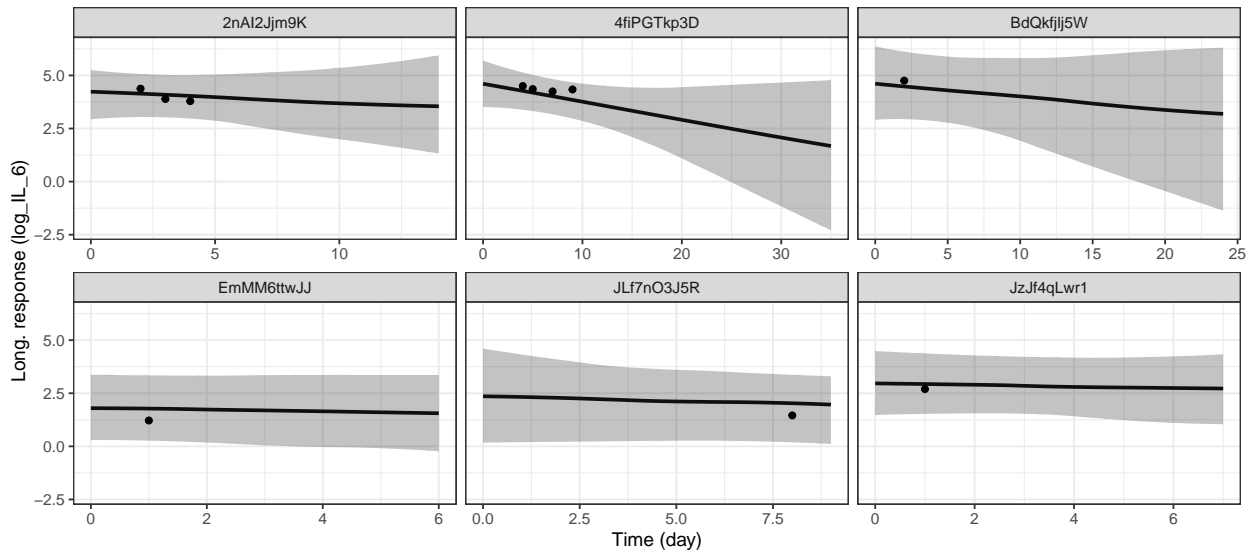 2nAI2Jjm9K
4fiPGTkp3D
BdQkfjlj5W
5.0
2.5
0.0
−2.5
0 5 10
0 10 20 30
0 5 10 15 20 25
EmMM6ttwJJ
JLf7nO3J5R
JzJf4qLwr1
5.0
2.5
0.0
−2.5
0 2 4 6
0.0 2.5 5.0 7.5
0 2 4 6
Time (day)
Long. response (log_IL_6)